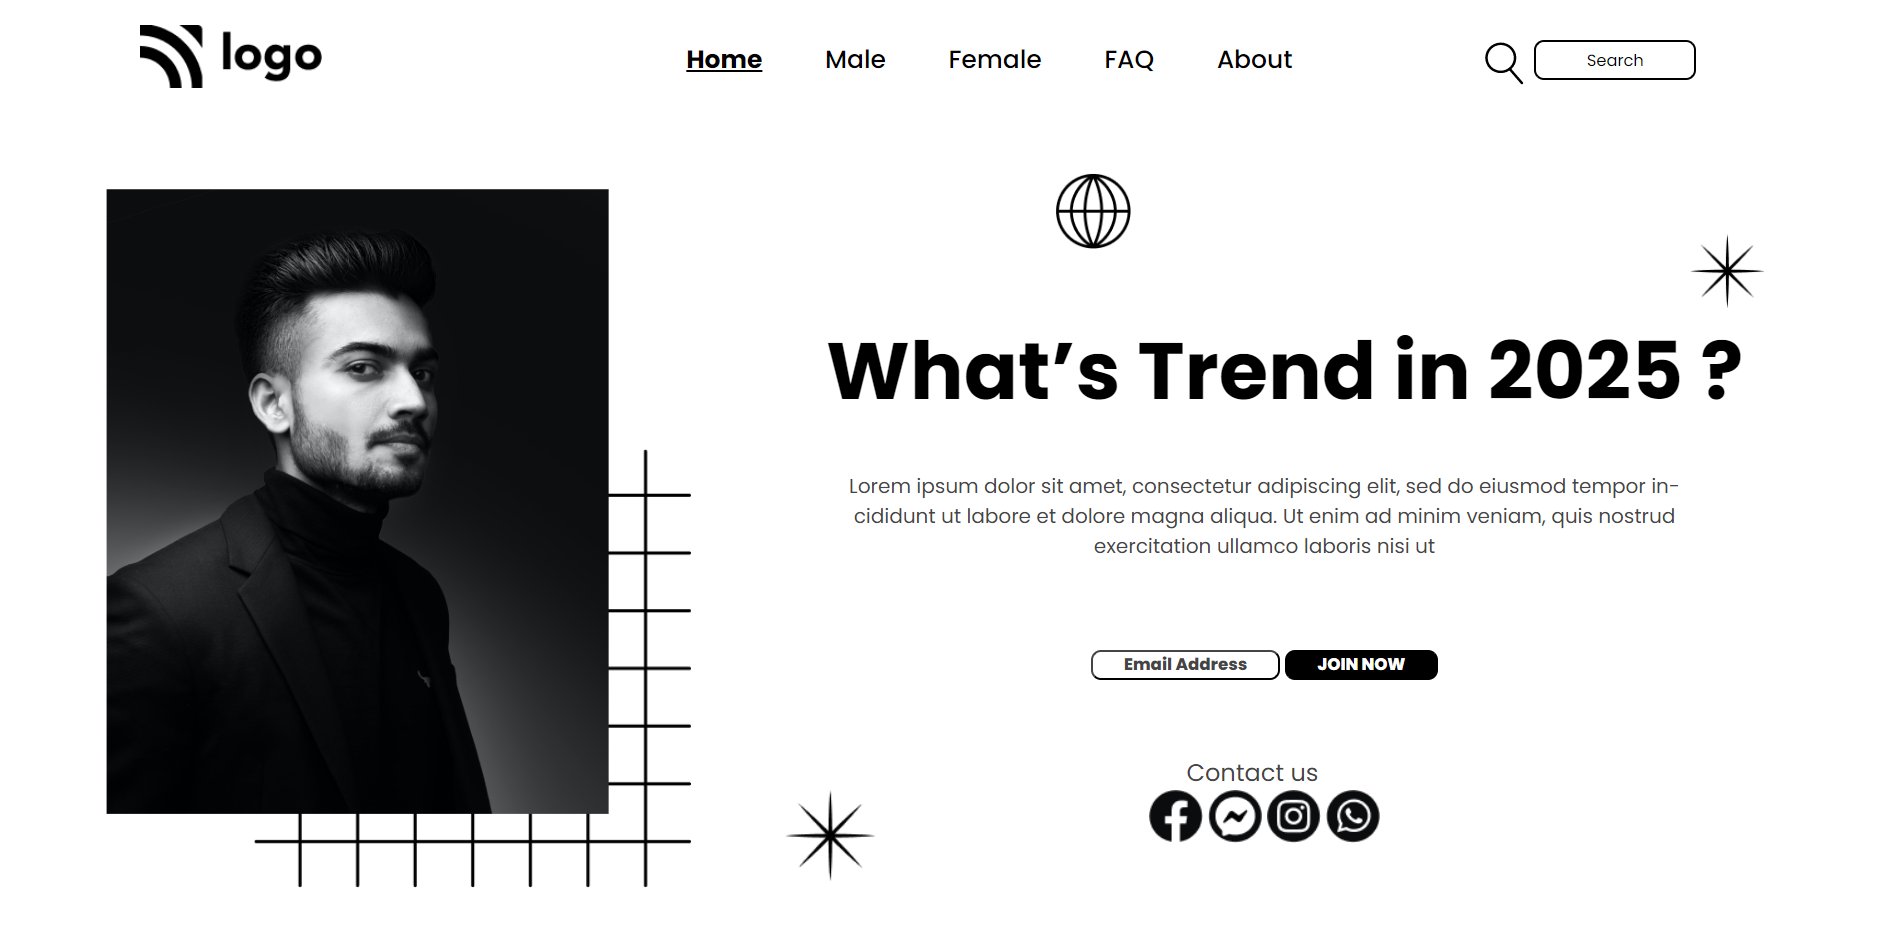 logo
Home Male Female FAQ About
Search
What’s Trend in 2025 ?
Lorem ipsum dolor sit amet, consectetur adipiscing elit, sed do eiusmod tempor in-
cididunt ut labore et dolore magna aliqua. Ut enim ad minim veniam, quis nostrud
exercitation ullamco laboris nisi ut
Email Address JOIN NOW
Contact us